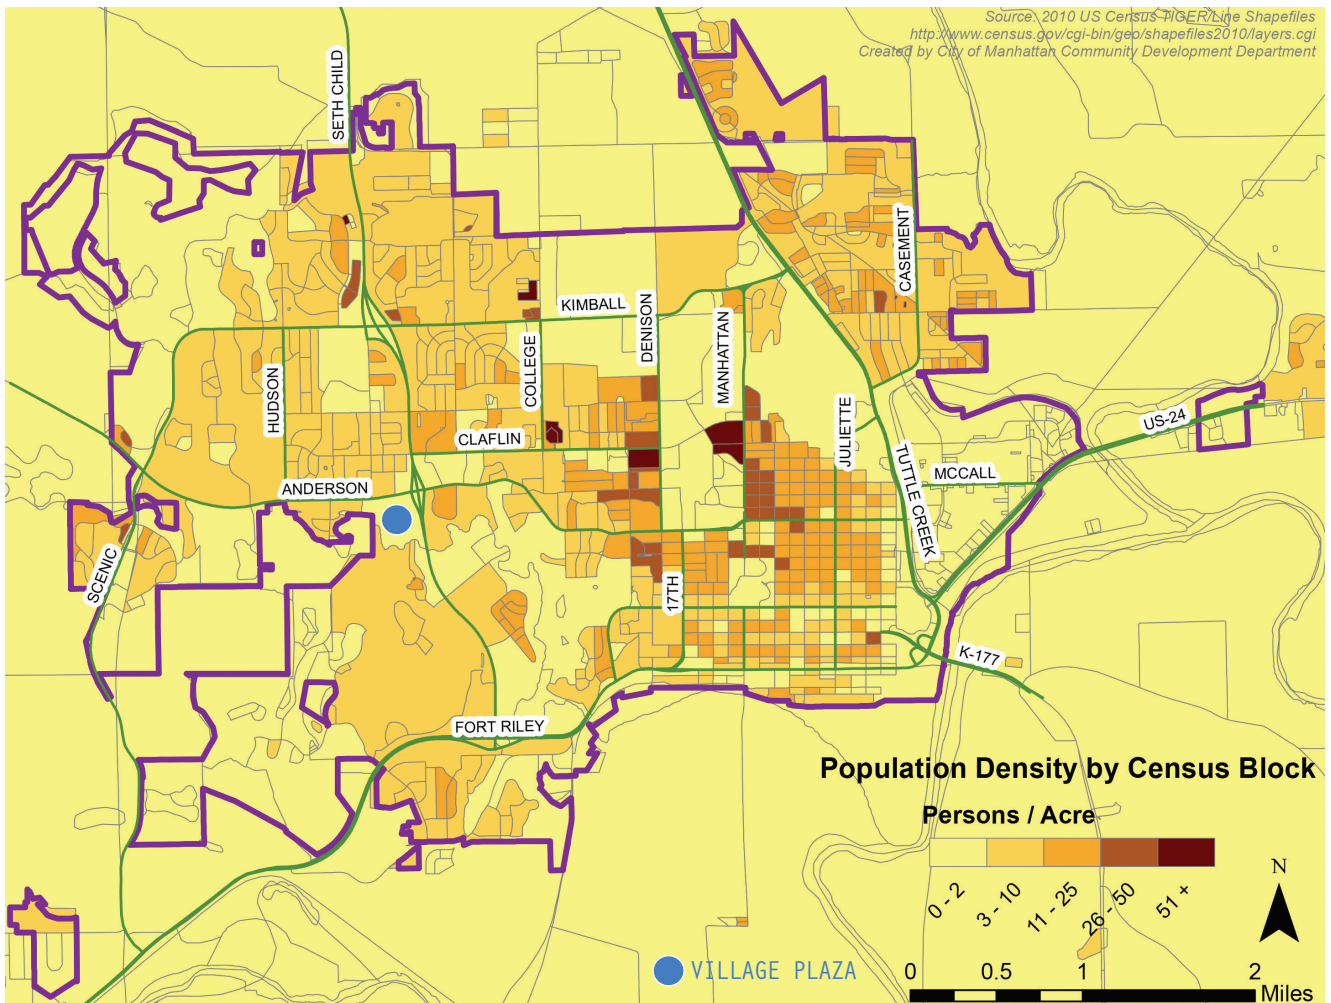 Source: 2010 US Census TIGER/Line Shapefiles
http://www.census.gov/cgi-bin/geo/shapefiles2010/layers.cgi
Created by City of Manhattan Community Development Department
SETH CHILD
CASEMENT
KIMBALL
DENISON
MANHATTAN
COLLEGE
HUDSON
JULIETTE
US-24
CLAFLIN
TUTTLE CREEK
MCCALL
ANDERSON
SCENIC
17TH
K-177
FORT RILEY
Population Density by Census Block
Persons / Acre
0 - 2
3 - 10
11 - 25
26 - 50
51 +
N
VILLAGE PLAZA
0 0.5 1 2
Miles